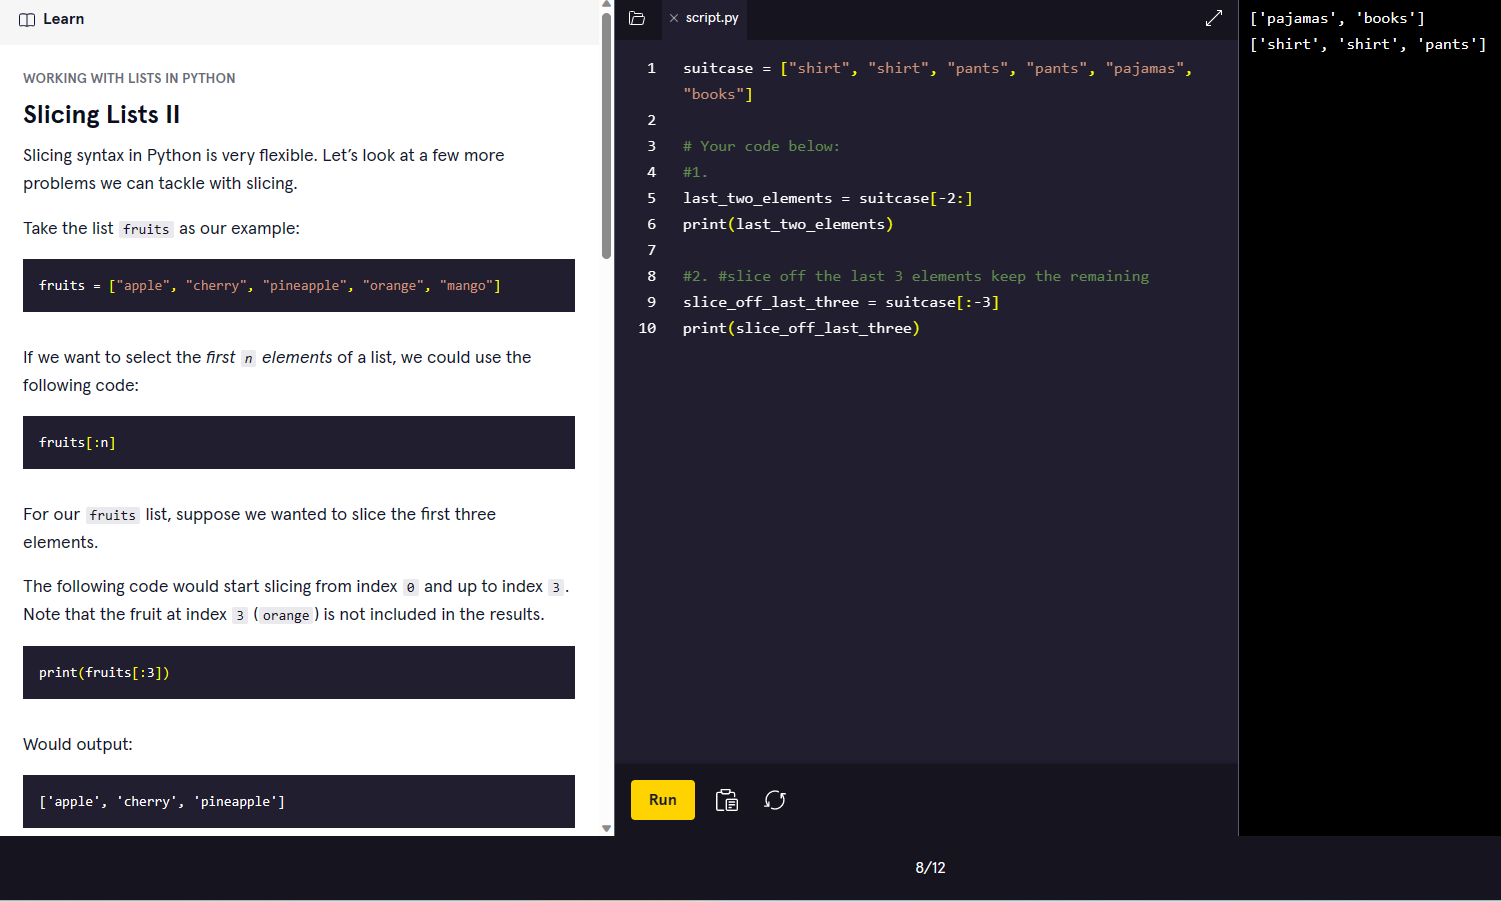 Learn
WORKING WITH LISTS IN PYTHON
Slicing Lists II
Slicing syntax in Python is very flexible. Let’s look at a few more
problems we can tackle with slicing.
Take the list fruits as our example:
fruits = ["apple", "cherry", "pineapple", "orange", "mango"]
If we want to select the first n elements of a list, we could use the
following code:
fruits[:n]
For our fruits list, suppose we wanted to slice the first three
elements.
The following code would start slicing from index 0 and up to index 3.
Note that the fruit at index 3 (orange) is not included in the results.
print(fruits[:3])
Would output:
['apple', 'cherry', 'pineapple']
script.py
1 suitcase = ["shirt", "shirt", "pants", "pants", "pajamas",
"books"]
2
3 # Your code below:
4 #1.
5 last_two_elements = suitcase[-2:]
6 print(last_two_elements)
7
8 #2. #slice off the last 3 elements keep the remaining
9 slice_off_last_three = suitcase[:-3]
10 print(slice_off_last_three)
Run
['pajamas', 'books']
['shirt', 'shirt', 'pants']
8/12